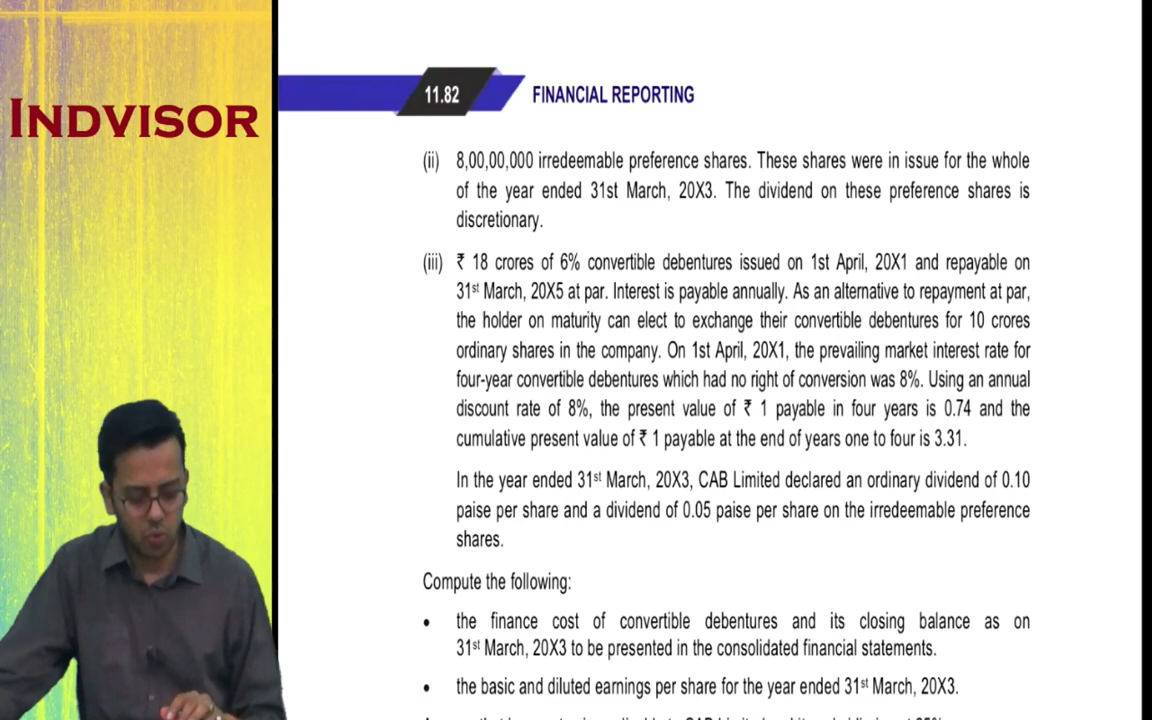 INDVISOR
11.82
FINANCIAL REPORTING
(ii) 8,00,00,000 irredeemable preference shares. These shares were in issue for the whole
of the year ended 31st March, 20X3. The dividend on these preference shares is
discretionary.
(iii) ₹ 18 crores of 6% convertible debentures issued on 1st April, 20X1 and repayable on
31st March, 20X5 at par. Interest is payable annually. As an alternative to repayment at par,
the holder on maturity can elect to exchange their convertible debentures for 10 crores
ordinary shares in the company. On 1st April, 20X1, the prevailing market interest rate for
four-year convertible debentures which had no right of conversion was 8%. Using an annual
discount rate of 8%, the present value of ₹ 1 payable in four years is 0.74 and the
cumulative present value of ₹ 1 payable at the end of years one to four is 3.31.
In the year ended 31st March, 20X3, CAB Limited declared an ordinary dividend of 0.10
paise per share and a dividend of 0.05 paise per share on the irredeemable preference
shares.
Compute the following:
• the finance cost of convertible debentures and its closing balance as on
31st March, 20X3 to be presented in the consolidated financial statements.
• the basic and diluted earnings per share for the year ended 31st March, 20X3.